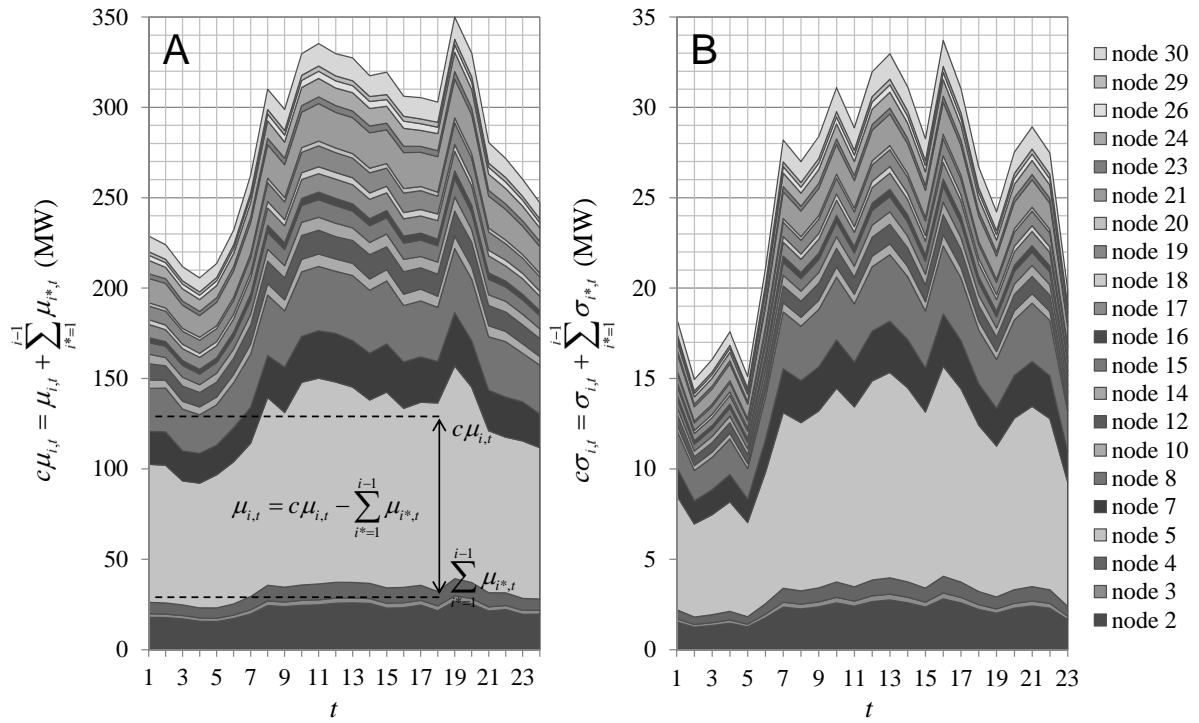 A
350
300
250
200
150
100
50
0
cμ_{i,t} = μ_{i,t} + \sum_{i*=1}^{i-1} μ_{i*,t} (MW)
cμ_{i,t}
μ_{i,t} = cμ_{i,t} − \sum_{i*=1}^{i-1} μ_{i*,t}
\sum_{i*=1}^{i-1} μ_{i*,t}
1 3 5 7 9 11 13 15 17 19 21 23
t
B
35
30
25
20
15
10
5
0
cσ_{i,t} = σ_{i,t} + \sum_{i*=1}^{i-1} σ_{i*,t} (MW)
1 3 5 7 9 11 13 15 17 19 21 23
t
node 30
node 29
node 26
node 24
node 23
node 21
node 20
node 19
node 18
node 17
node 16
node 15
node 14
node 12
node 10
node 8
node 7
node 5
node 4
node 3
node 2